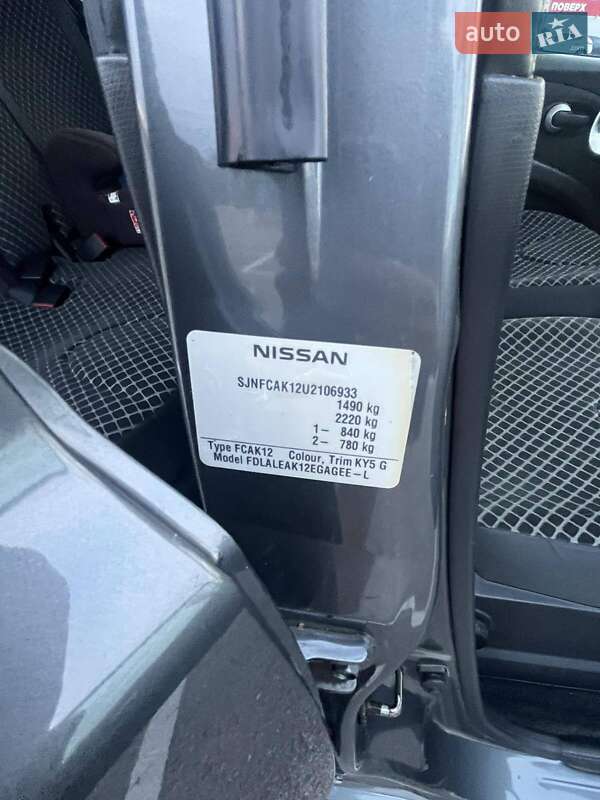 ПОВЕРХ
auto RIA
NISSAN
SJNFCAK12U2106933
1490 kg
2220 kg
1– 840 kg
2– 780 kg
Type FCAK12 Colour, Trim KY5 G
Model FDLALEAK12EGAGEE–L